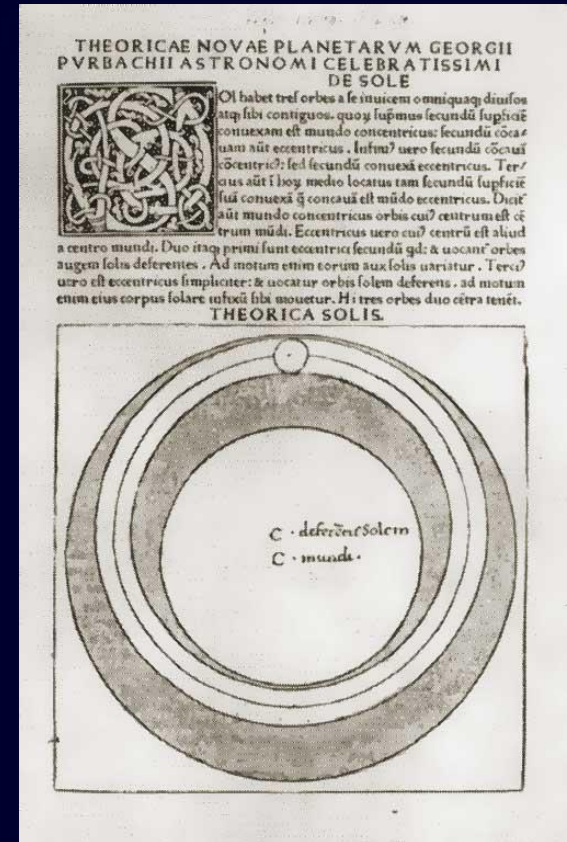 THEORICAE NOVAE PLANETARVM GEORGII
PVRBACHII ASTRONOMI CELEBRATISSIMI
DE SOLE
SOl habet tres orbes a se inuicem omniquaqꝫ diuisos
atqꝫ sibi contiguos. quoꝝ sup̄mus secundū supficiē
conuexam est mundo concentricus: secundū cōca⸗
uam aūt eccentricus. Infimꝰ uero secundū cōcauā
cōcentricꝰ: sed secundū conuexā eccentricus. Ter⸗
cius aūt ī hoꝝ medio locatus tam secundū supficiē
suā conuexā q̄ concauā est mūdo eccentricus. Dicit᷑
aūt mundo concentricus orbis cuiꝰ centrum est cē
trum mūdi. Eccentricus uero cuiꝰ centrū est aliud
a centro mundi. Duo itaqꝫ primi sunt eccentrici secundū qd: & uocant᷑ orbes
augem solis deferentes. Ad motum enim eorum aux solis uariatur. Terciꝰ
uero est eccentricus simpliciter: & uocatur orbis solem deferens. ad motum
enim eius corpus solare infixū sibi mouetur. Hi tres orbes duo cētra tenēt.
THEORICA SOLIS.
C · deferētis Solem
C · mundi ·